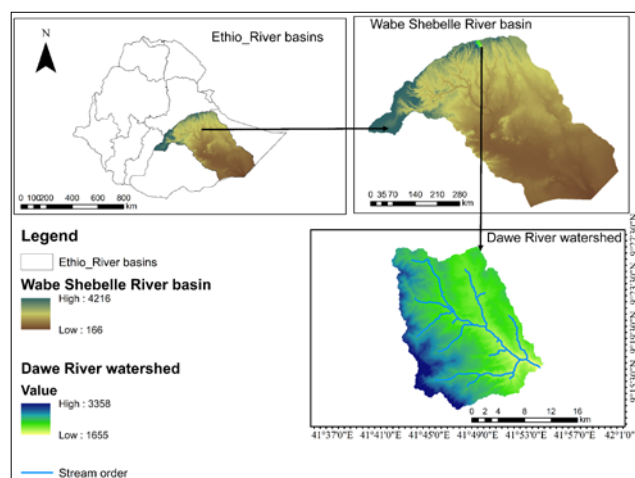 N
Ethio_River basins
0 100200 400 600 800
km
Wabe Shebelle River basin
0 3570 140 210 280
km
Legend
Ethio_River basins
Wabe Shebelle River basin
High : 4216
Low : 166
Dawe River watershed
Value
High : 3358
Low : 1655
Stream order
Dawe River watershed
0 2 4 8 12 16
km
41°37'0"E 41°41'0"E 41°45'0"E 41°49'0"E 41°53'0"E 41°57'0"E 42°1'0"E